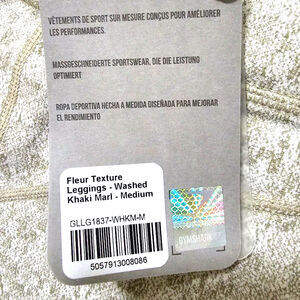 VÊTEMENTS DE SPORT SUR MESURE CONÇUS POUR AMÉLIORER
LES PERFORMANCES.
MASSGESCHNEIDERTE SPORTSWEAR, DIE DIE LEISTUNG
OPTIMIERT
ROPA DEPORTIVA HECHA A MEDIDA DISEÑADA PARA MEJORAR
EL RENDIMIENTO
Fleur Texture
Leggings - Washed
Khaki Marl - Medium
GLLG1837-WHKM-M
5057913008086
GYMSHARK